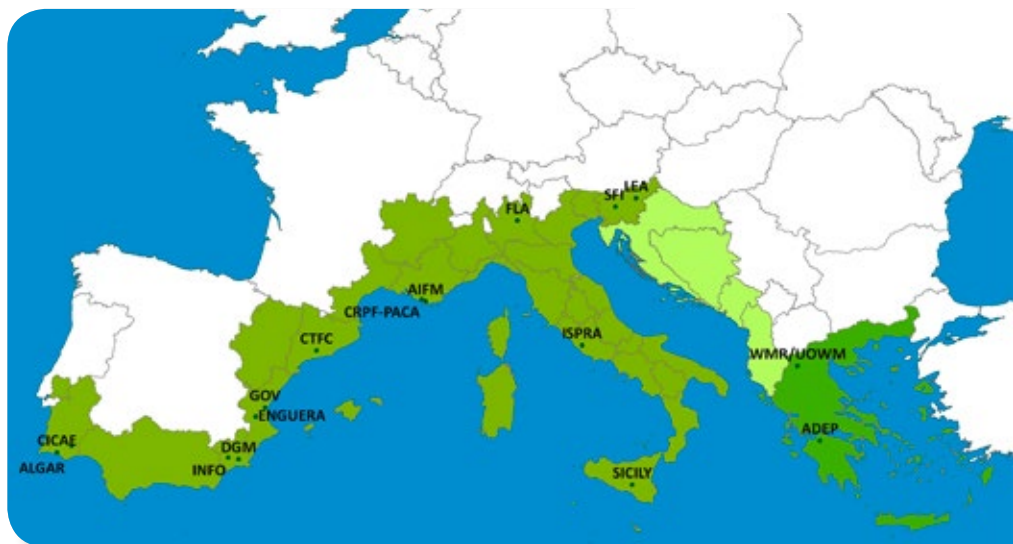 LEA
SFI
FLA
AIFM
CRPF-PACA
CTFC
ISPRA
WMR/UOWM
GOV
ENGUERA
ADEP
CICAE
DGM
ALGAR
INFO
SICILY